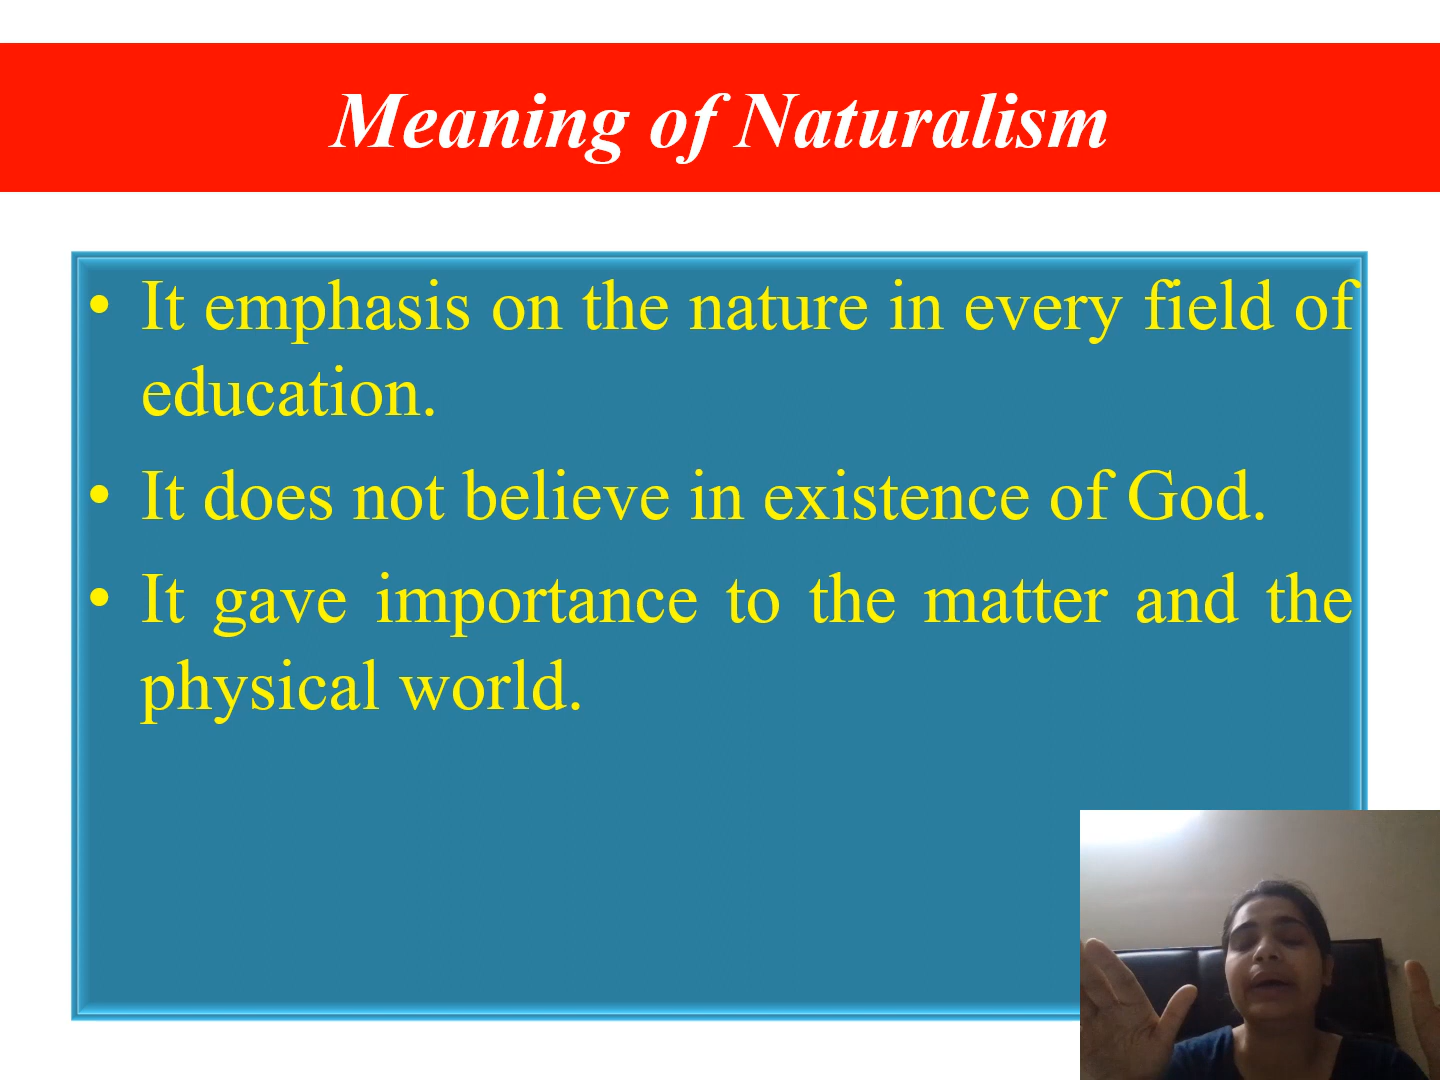 Meaning of Naturalism
• It emphasis on the nature in every field of
education.
• It does not believe in existence of God.
• It gave importance to the matter and the
physical world.